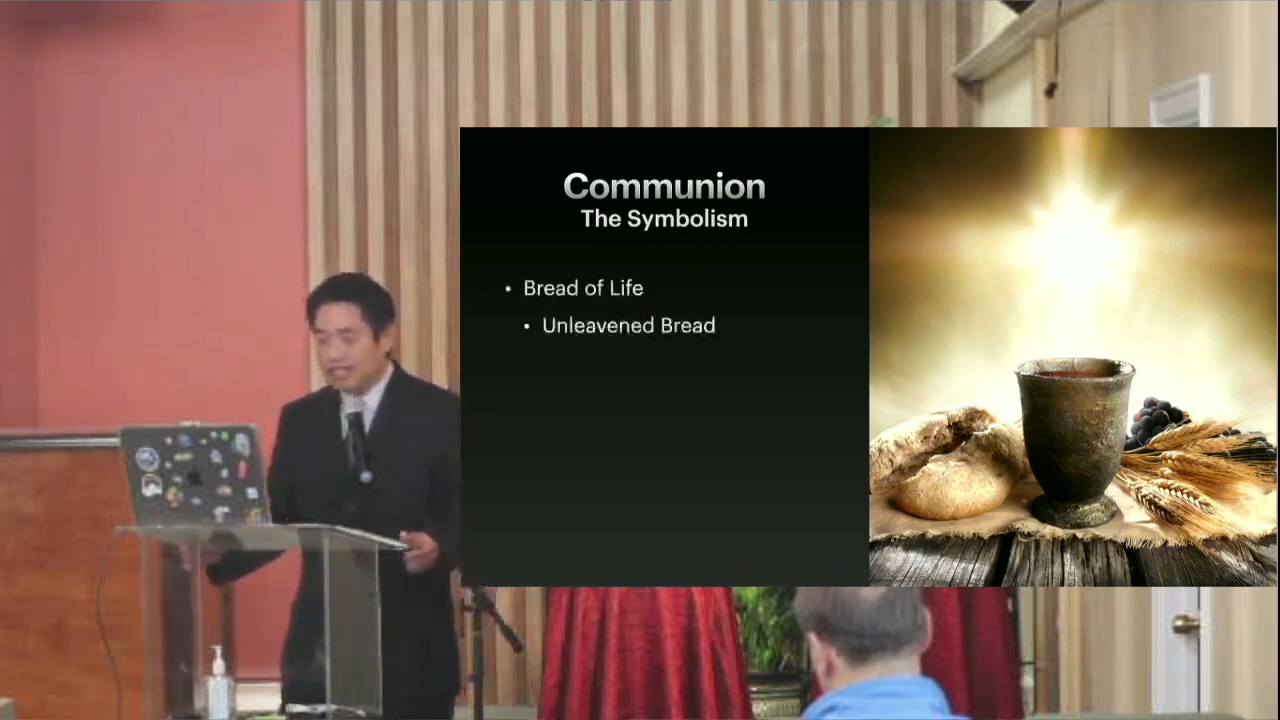 Communion
The Symbolism
• Bread of Life
• Unleavened Bread